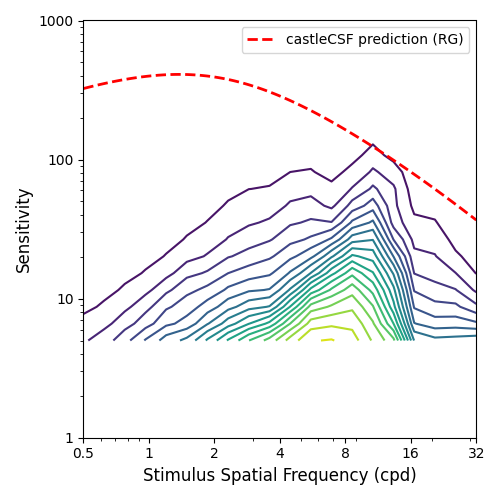 castleCSF prediction (RG)
1000
100
10
1
Sensitivity
0.5 1 2 4 8 16 32
Stimulus Spatial Frequency (cpd)